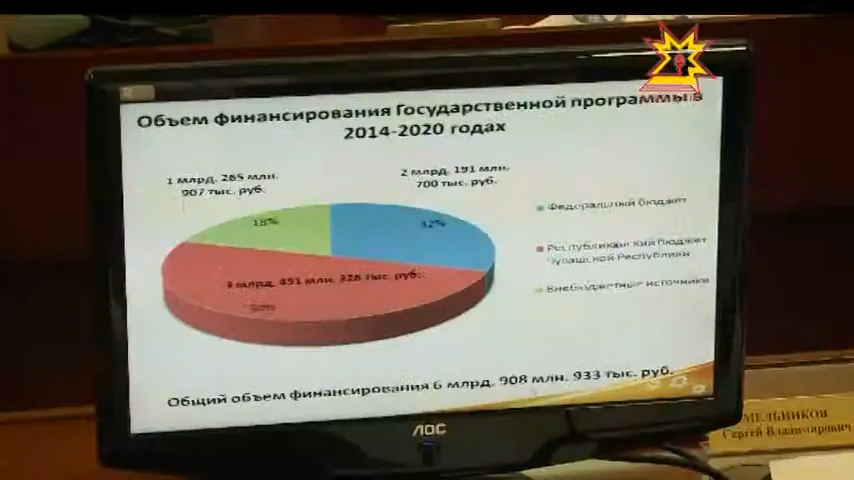 Объем финансирования Государственной программы в
2014-2020 годах
1 млрд. 265 млн.
907 тыс. руб.
2 млрд. 191 млн.
700 тыс. руб.
18%
32%
3 млрд. 451 млн. 326 тыс. руб.
50%
Федеральный бюджет
Республиканский бюджет
Чувашской Республики
Внебюджетные источники
Общий объем финансирования 6 млрд. 908 млн. 933 тыс. руб.
AOC
МЕЛЬНИКОВ
Сергей Владимирович